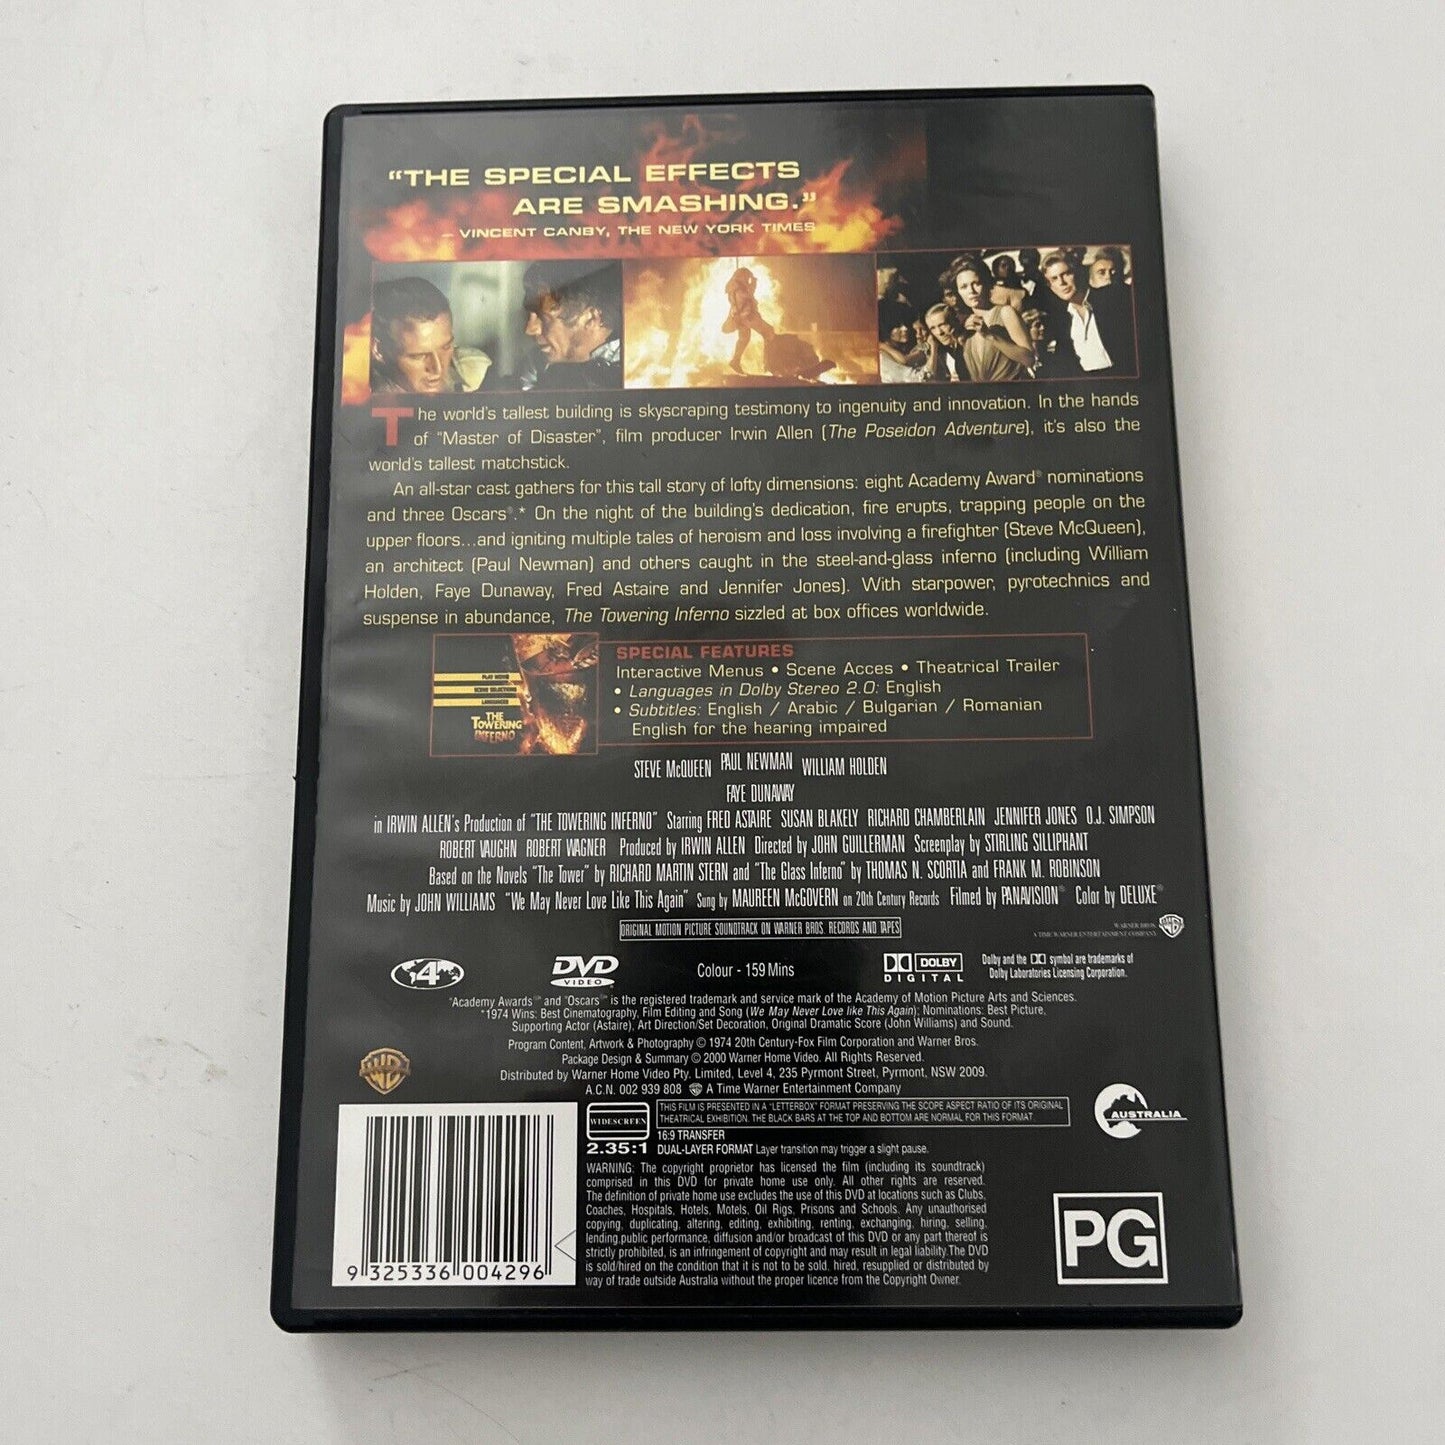 “THE SPECIAL EFFECTS
ARE SMASHING.”
– VINCENT CANBY, THE NEW YORK TIMES
The world's tallest building is skyscraping testimony to ingenuity and innovation. In the hands
of “Master of Disaster”, film producer Irwin Allen (The Poseidon Adventure), it's also the
world's tallest matchstick.
An all-star cast gathers for this tall story of lofty dimensions: eight Academy Award® nominations
and three Oscars®.* On the night of the building's dedication, fire erupts, trapping people on the
upper floors...and igniting multiple tales of heroism and loss involving a firefighter (Steve McQueen),
an architect (Paul Newman) and others caught in the steel-and-glass inferno (including William
Holden, Faye Dunaway, Fred Astaire and Jennifer Jones). With starpower, pyrotechnics and
suspense in abundance, The Towering Inferno sizzled at box offices worldwide.
PLAY MOVIE
SCENE SELECTIONS
LANGUAGES
THE
TOWERING
INFERNO
SPECIAL FEATURES
Interactive Menus • Scene Acces • Theatrical Trailer
• Languages in Dolby Stereo 2.0: English
• Subtitles: English / Arabic / Bulgarian / Romanian
English for the hearing impaired
STEVE McQUEEN PAUL NEWMAN WILLIAM HOLDEN
FAYE DUNAWAY
in IRWIN ALLEN's Production of “THE TOWERING INFERNO” Starring FRED ASTAIRE SUSAN BLAKELY RICHARD CHAMBERLAIN JENNIFER JONES O.J. SIMPSON
ROBERT VAUGHN ROBERT WAGNER Produced by IRWIN ALLEN Directed by JOHN GUILLERMAN Screenplay by STIRLING SILLIPHANT
Based on the Novels “The Tower” by RICHARD MARTIN STERN and “The Glass Inferno” by THOMAS N. SCORTIA and FRANK M. ROBINSON
Music by JOHN WILLIAMS “We May Never Love Like This Again” Sung by MAUREEN McGOVERN on 20th Century Records Filmed by PANAVISION® Color by DELUXE®
ORIGINAL MOTION PICTURE SOUNDTRACK ON WARNER BROS. RECORDS AND TAPES
WARNER BROS.
A TIME WARNER ENTERTAINMENT COMPANY
4
DVD
VIDEO
Colour - 159 Mins
DOLBY
DIGITAL
Dolby and the DD symbol are trademarks of
Dolby Laboratories Licensing Corporation.
“Academy Awards” and “Oscars” is the registered trademark and service mark of the Academy of Motion Picture Arts and Sciences.
*1974 Wins: Best Cinematography, Film Editing and Song (We May Never Love like This Again); Nominations: Best Picture,
Supporting Actor (Astaire), Art Direction/Set Decoration, Original Dramatic Score (John Williams) and Sound.
Program Content, Artwork & Photography © 1974 20th Century-Fox Film Corporation and Warner Bros.
Package Design & Summary © 2000 Warner Home Video. All Rights Reserved.
Distributed by Warner Home Video Pty. Limited, Level 4, 235 Pyrmont Street, Pyrmont, NSW 2009.
A.C.N. 002 939 808 A Time Warner Entertainment Company
WIDESCREEN
2.35:1
THIS FILM IS PRESENTED IN A "LETTERBOX" FORMAT PRESERVING THE SCOPE ASPECT RATIO OF ITS ORIGINAL
THEATRICAL EXHIBITION. THE BLACK BARS AT THE TOP AND BOTTOM ARE NORMAL FOR THIS FORMAT.
16:9 TRANSFER
DUAL-LAYER FORMAT Layer transition may trigger a slight pause.
AUSTRALIA
WARNING: The copyright proprietor has licensed the film (including its soundtrack)
comprised in this DVD for private home use only. All other rights are reserved.
The definition of private home use excludes the use of this DVD at locations such as Clubs,
Coaches, Hospitals, Hotels, Motels, Oil Rigs, Prisons and Schools. Any unauthorised
copying, duplicating, altering, editing, exhibiting, renting, exchanging, hiring, selling,
lending,public performance, diffusion and/or broadcast of this DVD or any part thereof is
strictly prohibited, is an infringement of copyright and may result in legal liability.The DVD
is sold/hired on the condition that it is not to be sold, hired, resupplied or distributed by
way of trade outside Australia without the proper licence from the Copyright Owner.
PG
9 325336 004296